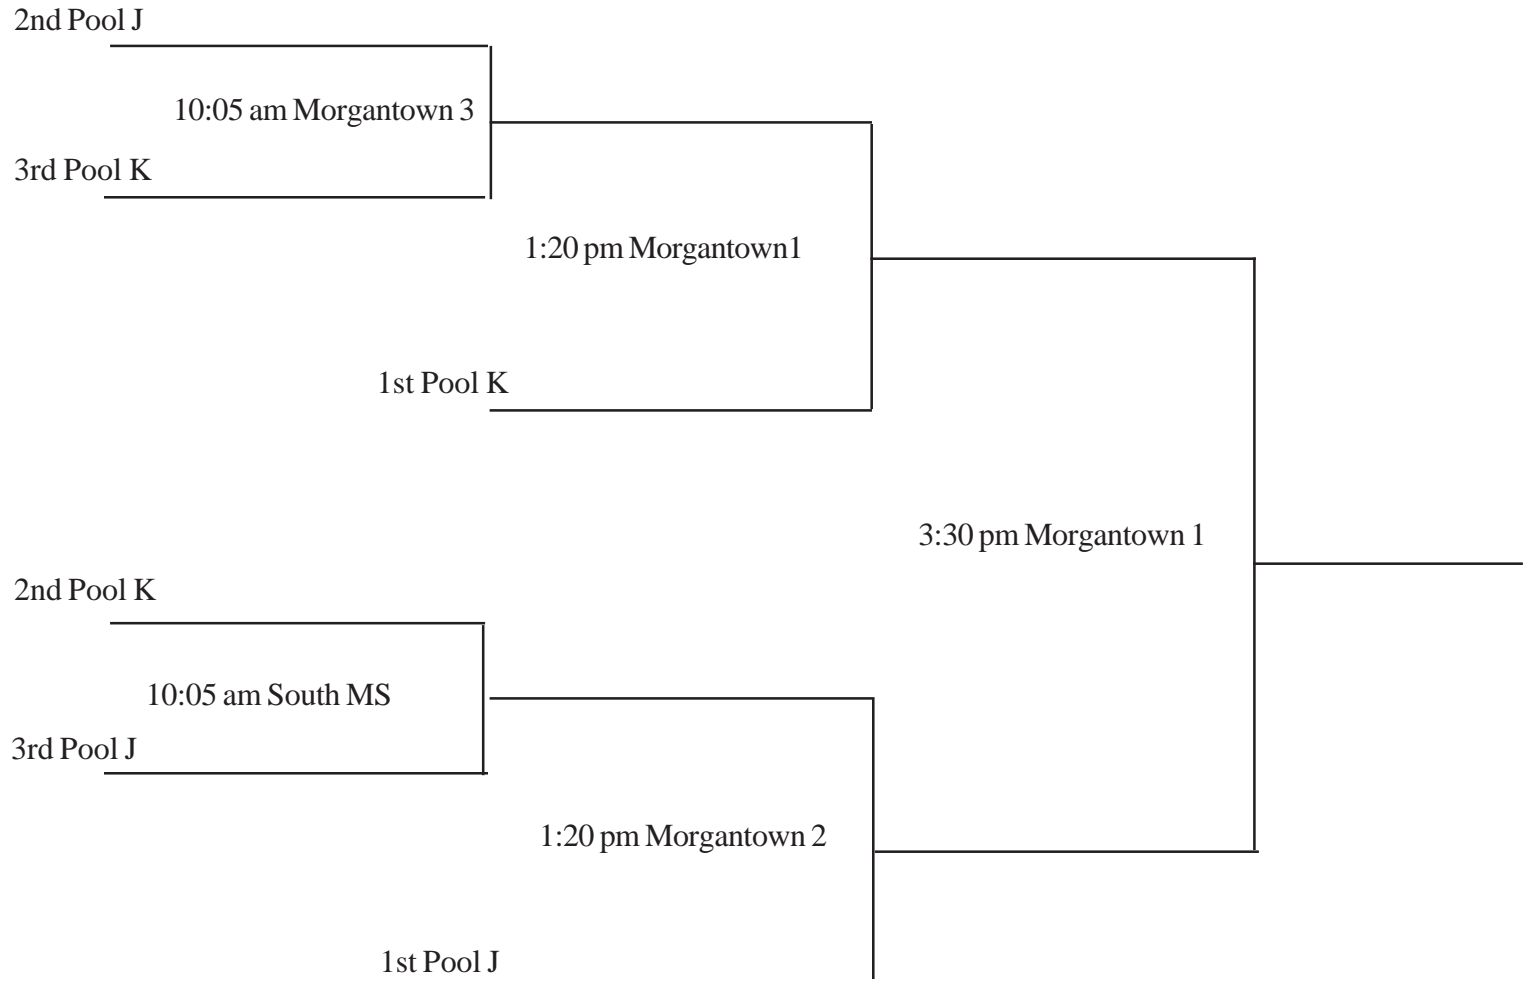 2nd Pool J
10:05 am Morgantown 3
3rd Pool K
1:20 pm Morgantown1
1st Pool K
3:30 pm Morgantown 1
2nd Pool K
10:05 am South MS
3rd Pool J
1:20 pm Morgantown 2
1st Pool J